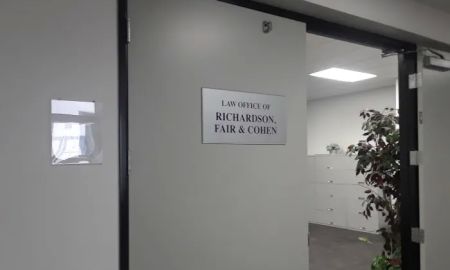 LAW OFFICE OF
RICHARDSON,
FAIR & COHEN